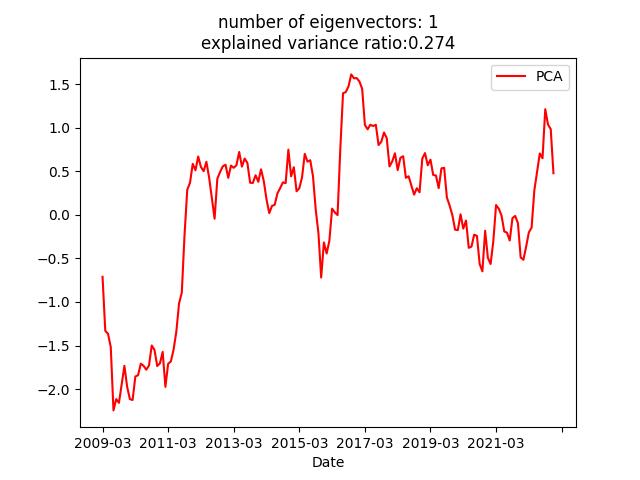 number of eigenvectors: 1
explained variance ratio:0.274
PCA
1.5
1.0
0.5
0.0
−0.5
−1.0
−1.5
−2.0
2009-03 2011-03 2013-03 2015-03 2017-03 2019-03 2021-03
Date